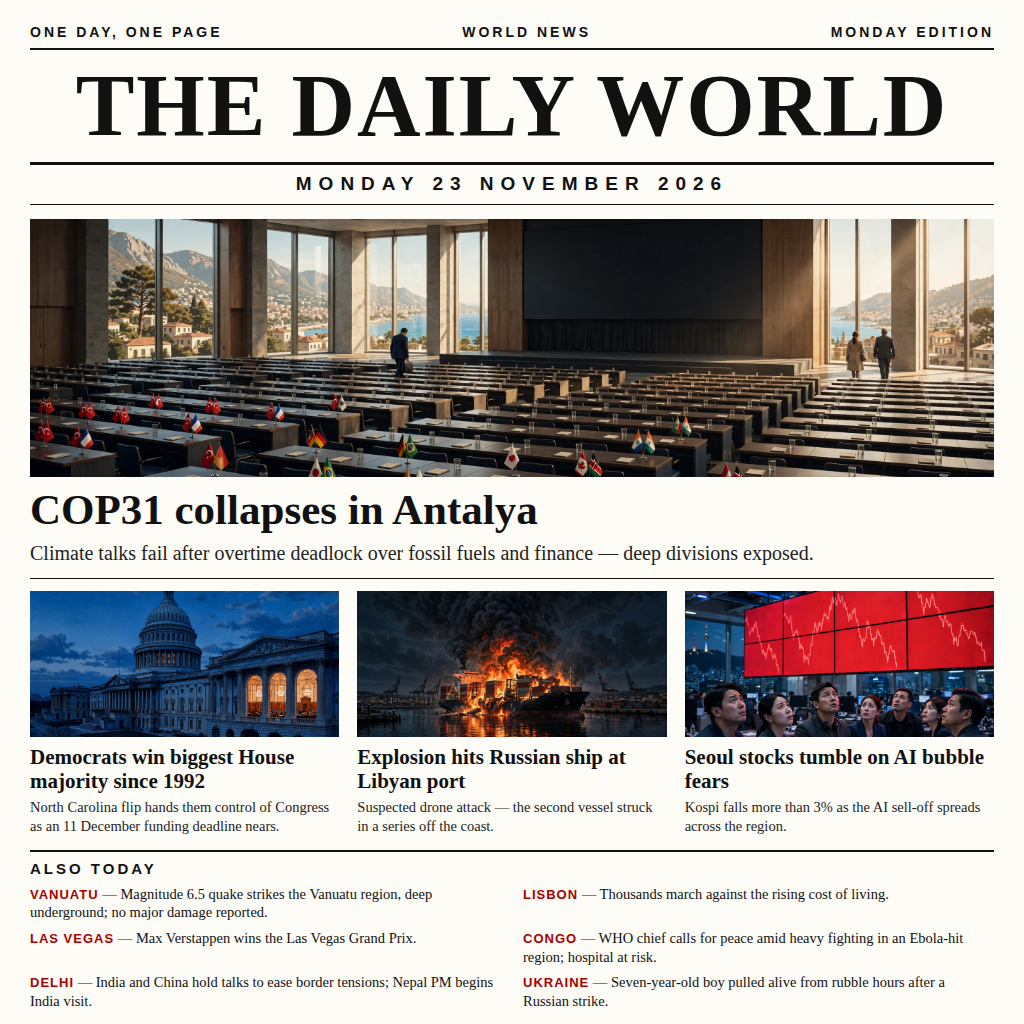 ONE DAY, ONE PAGE
WORLD NEWS
MONDAY EDITION
THE DAILY WORLD
MONDAY 23 NOVEMBER 2026
COP31 collapses in Antalya
Climate talks fail after overtime deadlock over fossil fuels and finance — deep divisions exposed.
Democrats win biggest House
majority since 1992
North Carolina flip hands them control of Congress
as an 11 December funding deadline nears.
Explosion hits Russian ship at
Libyan port
Suspected drone attack — the second vessel struck
in a series off the coast.
Seoul stocks tumble on AI bubble
fears
Kospi falls more than 3% as the AI sell-off spreads
across the region.
ALSO TODAY
VANUATU — Magnitude 6.5 quake strikes the Vanuatu region, deep
underground; no major damage reported.
LISBON — Thousands march against the rising cost of living.
LAS VEGAS — Max Verstappen wins the Las Vegas Grand Prix.
CONGO — WHO chief calls for peace amid heavy fighting in an Ebola-hit
region; hospital at risk.
DELHI — India and China hold talks to ease border tensions; Nepal PM begins
India visit.
UKRAINE — Seven-year-old boy pulled alive from rubble hours after a
Russian strike.